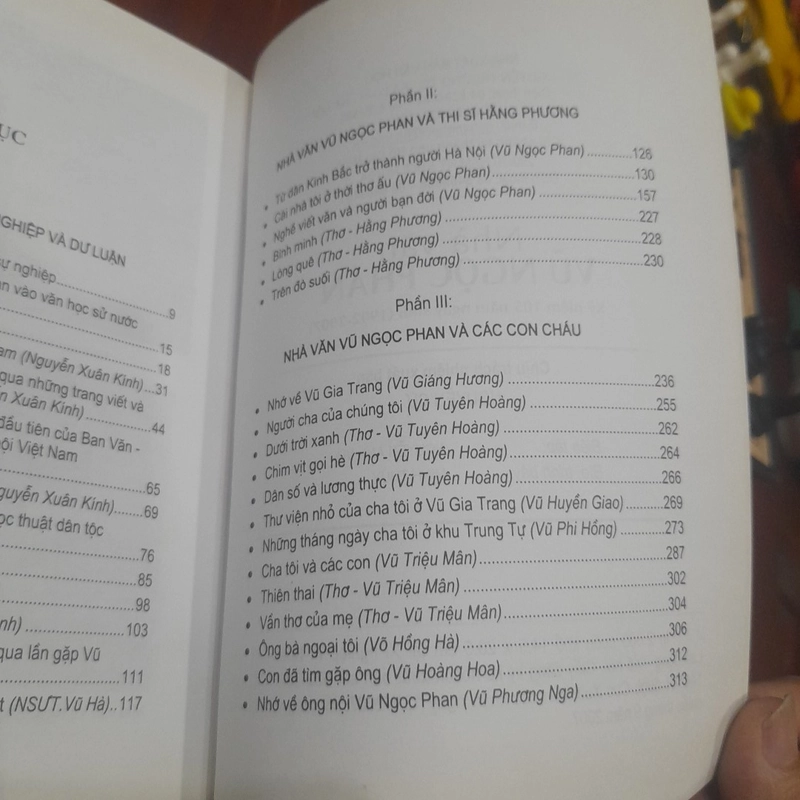 ỤC
GHIỆP VÀ DƯ LUẬN
sự nghiệp.....9
ăn vào văn học sử nước
.....15
.....18
am (Nguyễn Xuân Kính)...31
qua những trang viết và
n Xuân Kính).....44
đầu tiên của Ban Văn -
ội Việt Nam
.....65
guyễn Xuân Kính).....69
ọc thuật dân tộc
.....76
.....85
.....98
nh).....103
qua lần gặp Vũ
.....111
t (NSƯT.Vũ Hà)..117
Phần II:
NHÀ VĂN VŨ NGỌC PHAN VÀ THI SĨ HẰNG PHƯƠNG
• Từ dân Kinh Bắc trở thành người Hà Nội (Vũ Ngọc Phan).....126
• Cái nhà tôi ở thời thơ ấu (Vũ Ngọc Phan).....130
• Nghề viết văn và người bạn đời (Vũ Ngọc Phan).....157
• Bình minh (Thơ - Hằng Phương).....227
• Lòng quê (Thơ - Hằng Phương).....228
• Trên đò suối (Thơ - Hằng Phương).....230
Phần III:
NHÀ VĂN VŨ NGỌC PHAN VÀ CÁC CON CHÁU
• Nhớ về Vũ Gia Trang (Vũ Giáng Hương).....236
• Người cha của chúng tôi (Vũ Tuyên Hoàng).....255
• Dưới trời xanh (Thơ - Vũ Tuyên Hoàng).....262
• Chim vịt gọi hè (Thơ - Vũ Tuyên Hoàng).....264
• Dân số và lương thực (Vũ Tuyên Hoàng).....266
• Thư viện nhỏ của cha tôi ở Vũ Gia Trang (Vũ Huyền Giao).....269
• Những tháng ngày cha tôi ở khu Trung Tự (Vũ Phi Hồng).....273
• Cha tôi và các con (Vũ Triệu Mân).....287
• Thiên thai (Thơ - Vũ Triệu Mân).....302
• Vần thơ của mẹ (Thơ - Vũ Triệu Mân).....304
• Ông bà ngoại tôi (Võ Hồng Hà).....306
• Con đã tìm gặp ông (Vũ Hoàng Hoa).....312
• Nhớ về ông nội Vũ Ngọc Phan (Vũ Phương Nga).....313